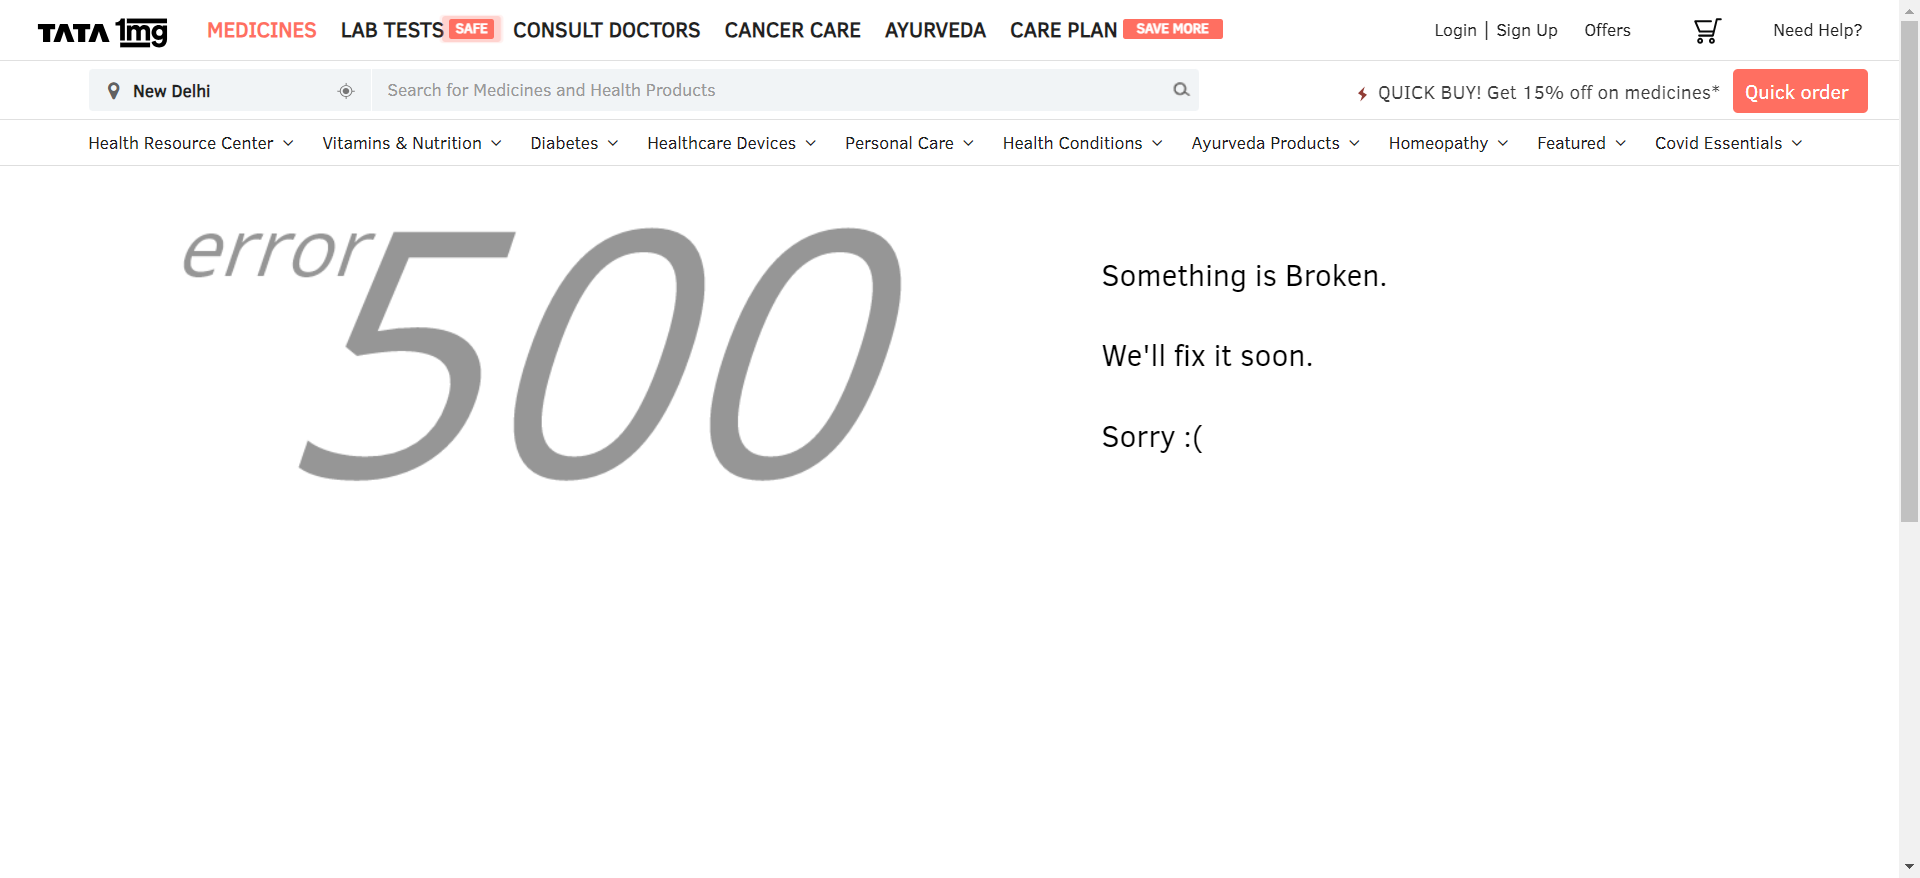 TATA 1mg MEDICINES LAB TESTS SAFE CONSULT DOCTORS CANCER CARE AYURVEDA CARE PLAN SAVE MORE Login | Sign Up Offers Need Help?
New Delhi Search for Medicines and Health Products QUICK BUY! Get 15% off on medicines* Quick order
Health Resource Center Vitamins & Nutrition Diabetes Healthcare Devices Personal Care Health Conditions Ayurveda Products Homeopathy Featured Covid Essentials
error 500
Something is Broken.
We'll fix it soon.
Sorry :(